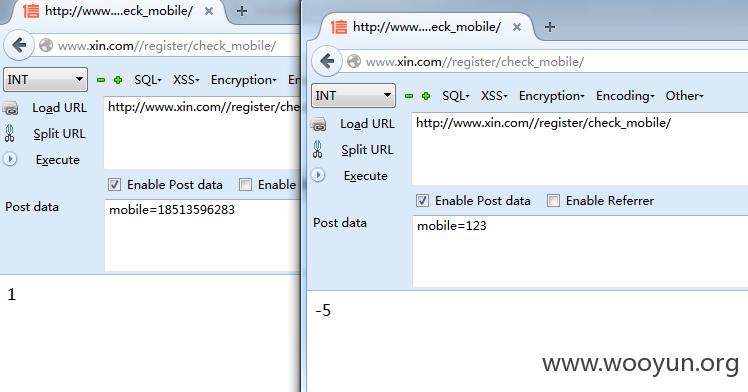 信 http://www....eck_mobile/ × +
www.xin.com//register/check_mobile/
INT SQL XSS Encryption
Load URL http://www.xin.com//register/che
Split URL
Execute
Enable Post data Enable
Post data mobile=18513596283
1
信 http://www....eck_mobile/ × +
www.xin.com//register/check_mobile/
INT SQL XSS Encryption Encoding Other
Load URL http://www.xin.com//register/check_mobile/
Split URL
Execute
Enable Post data Enable Referrer
Post data mobile=123
-5
www.wooyun.org